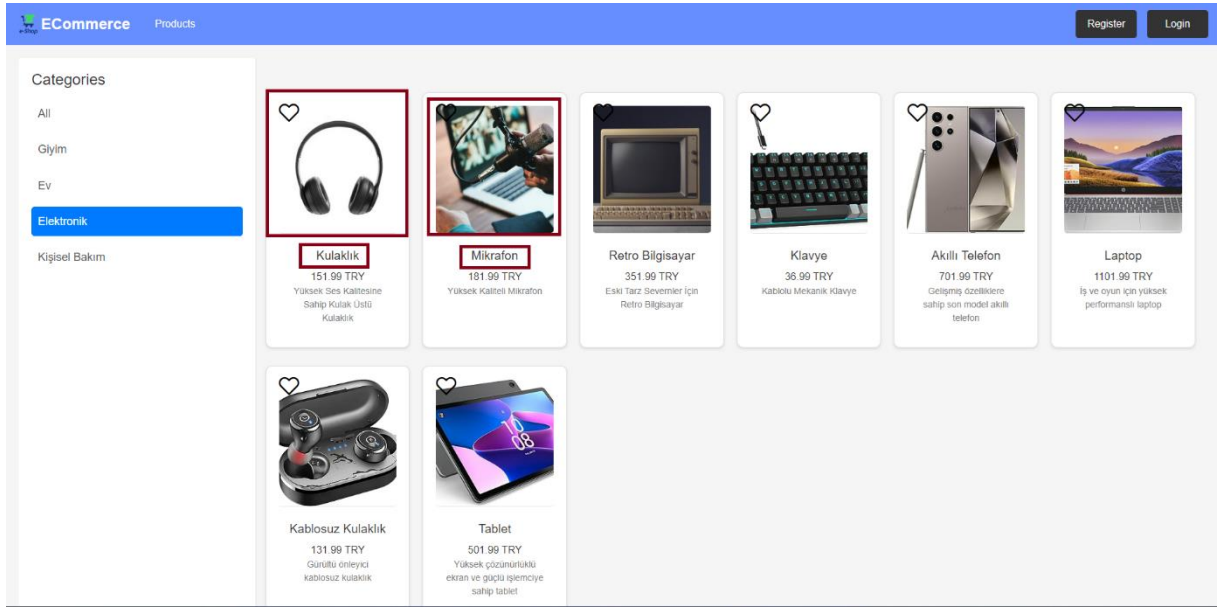 e-Shop
ECommerce
Products
Register
Login
Categories
All
Giyim
Ev
Elektronik
Kişisel Bakım
Kulaklık
151.99 TRY
Yüksek Ses Kalitesine
Sahip Kulak Üstü
Kulaklık
Mikrafon
181.99 TRY
Yüksek Kaliteli Mikrafon
Retro Bilgisayar
351.99 TRY
Eski Tarz Sevemler İçin
Retro Bilgisayar
Klavye
36.99 TRY
Kablolu Mekanik Klavye
Akıllı Telefon
701.99 TRY
Gelişmiş özelliklere
sahip son model akıllı
telefon
Laptop
1101.99 TRY
İş ve oyun için yüksek
performanslı laptop
Kablosuz Kulaklık
131.99 TRY
Gürültü önleyici
kablosuz kulaklık
Tablet
501.99 TRY
Yüksek çözünürlüklü
ekran ve güçlü işlemciye
sahip tablet